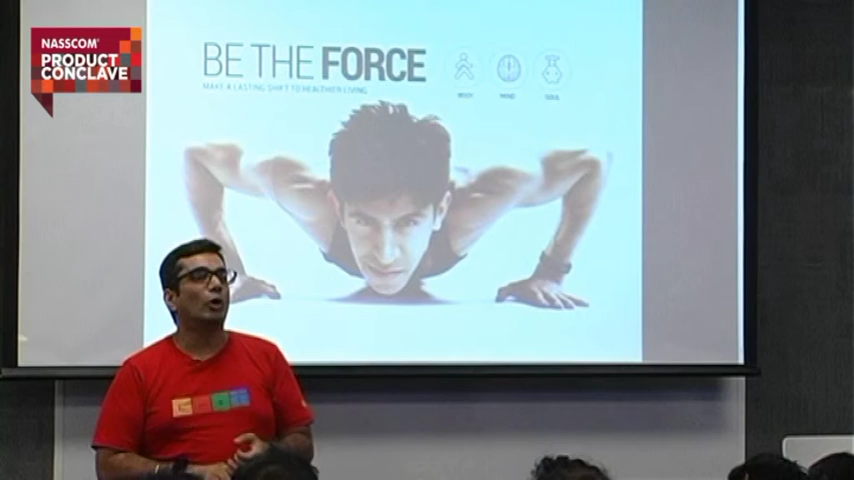 NASSCOM®
PRODUCT
CONCLAVE
BE THE FORCE
MAKE A LASTING SHIFT TO HEALTHIER LIVING
BODY
MIND
SOUL